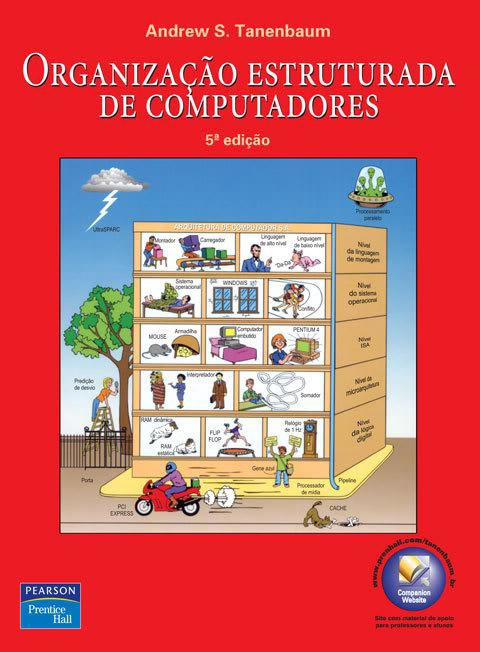 Andrew S. Tanenbaum
ORGANIZAÇÃO ESTRUTURADA
DE COMPUTADORES
5ª edição
UltraSPARC
Processamento
paralelo
ARQUITETURA DE COMPUTADOR S.A.
Montador
Carregador
Linguagem
de alto nível
Linguagem
de baixo nível
"Da-Da"
Nível
da linguagem
de montagem
Sistema
operacional
WINDOWS XP
Conflito
Nível
do sistema
operacional
MOUSE
Armadilha
Computador
embutido
PENTIUM 4
Nível
ISA
Predição
de desvio
Interpretador
Somador
Nível da
microarquitetura
RAM dinâmica
RAM
estática
FLIP
FLOP
Relógio
de 1 Hz
Nível
da lógica
digital
Porta
PCI
EXPRESS
Gene azul
Processador
de mídia
Pipeline
CACHE
PEARSON
Prentice
Hall
www.prenhall.com/tanenbaum_br
Companion
Website
Site com material de apoio
para professores e alunos